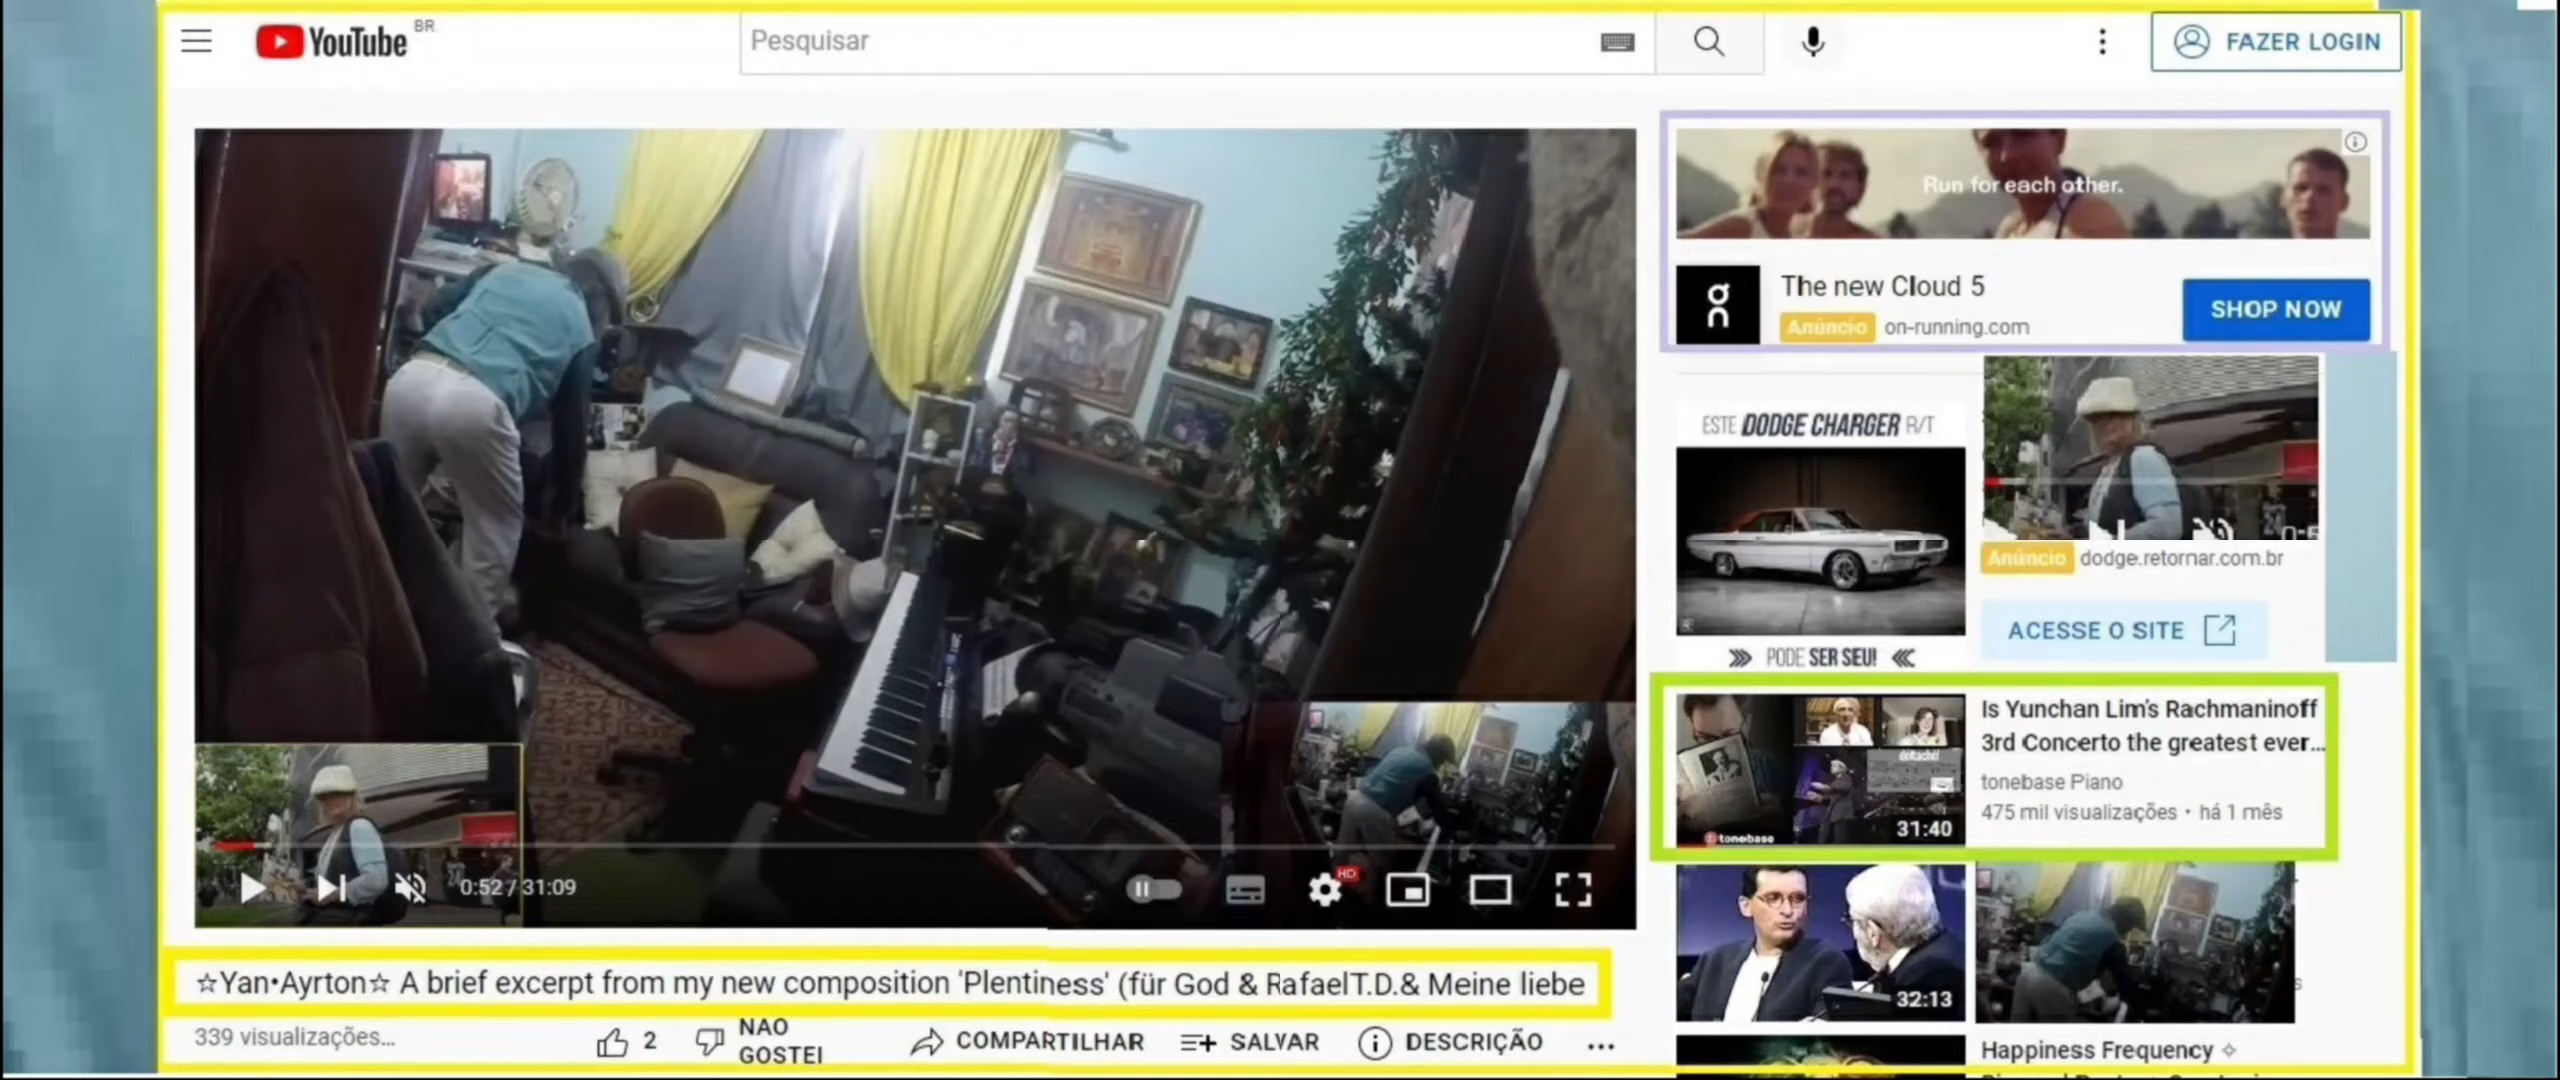 YouTube BR
Pesquisar
FAZER LOGIN
Run for each other.
The new Cloud 5
Anúncio on-running.com
SHOP NOW
ESTE DODGE CHARGER R/T
PODE SER SEU!
Anúncio dodge.retornar.com.br
ACESSE O SITE
Is Yunchan Lim's Rachmaninoff
3rd Concerto the greatest ever...
tonebase Piano
475 mil visualizações • há 1 mês
détaché
tonebase
31:40
32:13
Happiness Frequency ✧
0:52 / 31:09
HD
☆Yan•Ayrton☆ A brief excerpt from my new composition 'Plentiness' (für God & RafaelT.D.& Meine liebe
339 visualizações...
2
NAO
GOSTEI
COMPARTILHAR
SALVAR
DESCRIÇÃO
...